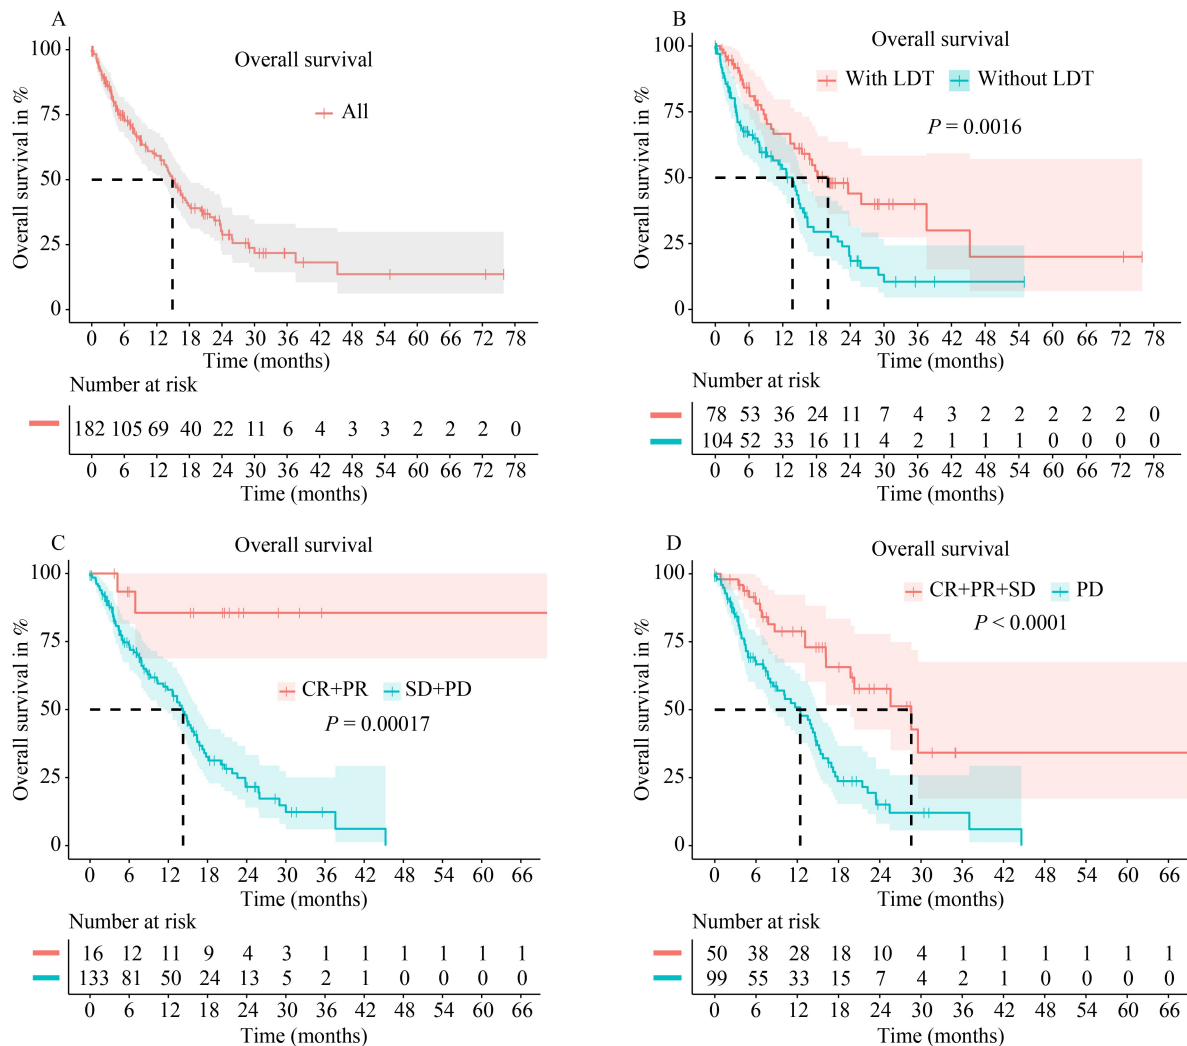 A
Overall survival
All
Overall survival in %
100
75
50
25
0
0 6 12 18 24 30 36 42 48 54 60 66 72 78
Time (months)
Number at risk
182 105 69 40 22 11 6 4 3 3 2 2 2 0
0 6 12 18 24 30 36 42 48 54 60 66 72 78
Time (months)
B
Overall survival
With LDT Without LDT
P = 0.0016
Overall survival in %
100
75
50
25
0
0 6 12 18 24 30 36 42 48 54 60 66 72 78
Time (months)
Number at risk
78 53 36 24 11 7 4 3 2 2 2 2 2 0
104 52 33 16 11 4 2 1 1 1 0 0 0 0
0 6 12 18 24 30 36 42 48 54 60 66 72 78
Time (months)
C
Overall survival
CR+PR SD+PD
P = 0.00017
Overall survival in %
100
75
50
25
0
0 6 12 18 24 30 36 42 48 54 60 66
Time (months)
Number at risk
16 12 11 9 4 3 1 1 1 1 1 1
133 81 50 24 13 5 2 1 0 0 0 0
0 6 12 18 24 30 36 42 48 54 60 66
Time (months)
D
Overall survival
CR+PR+SD PD
P < 0.0001
Overall survival in %
100
75
50
25
0
0 6 12 18 24 30 36 42 48 54 60 66
Time (months)
Number at risk
50 38 28 18 10 4 1 1 1 1 1 1
99 55 33 15 7 4 2 1 0 0 0 0
0 6 12 18 24 30 36 42 48 54 60 66
Time (months)